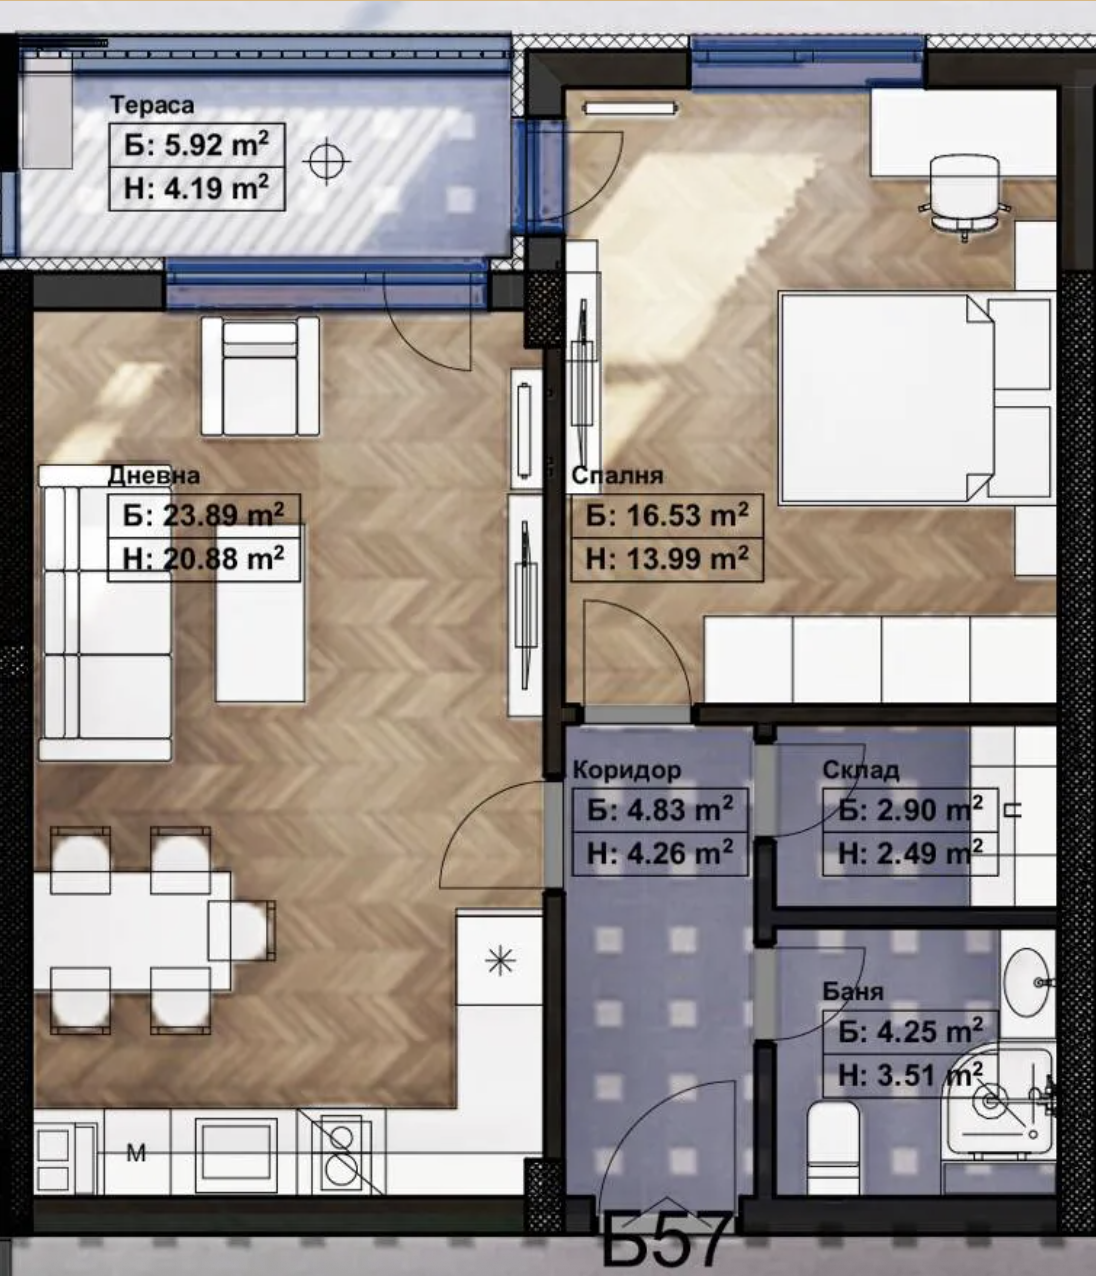 Тераса
Б: 5.92 m²
Н: 4.19 m²
Дневна
Б: 23.89 m²
Н: 20.88 m²
Спалня
Б: 16.53 m²
Н: 13.99 m²
Коридор
Б: 4.83 m²
Н: 4.26 m²
Склад
Б: 2.90 m²
Н: 2.49 m²
П
Баня
Б: 4.25 m²
Н: 3.51 m²
М
Б57